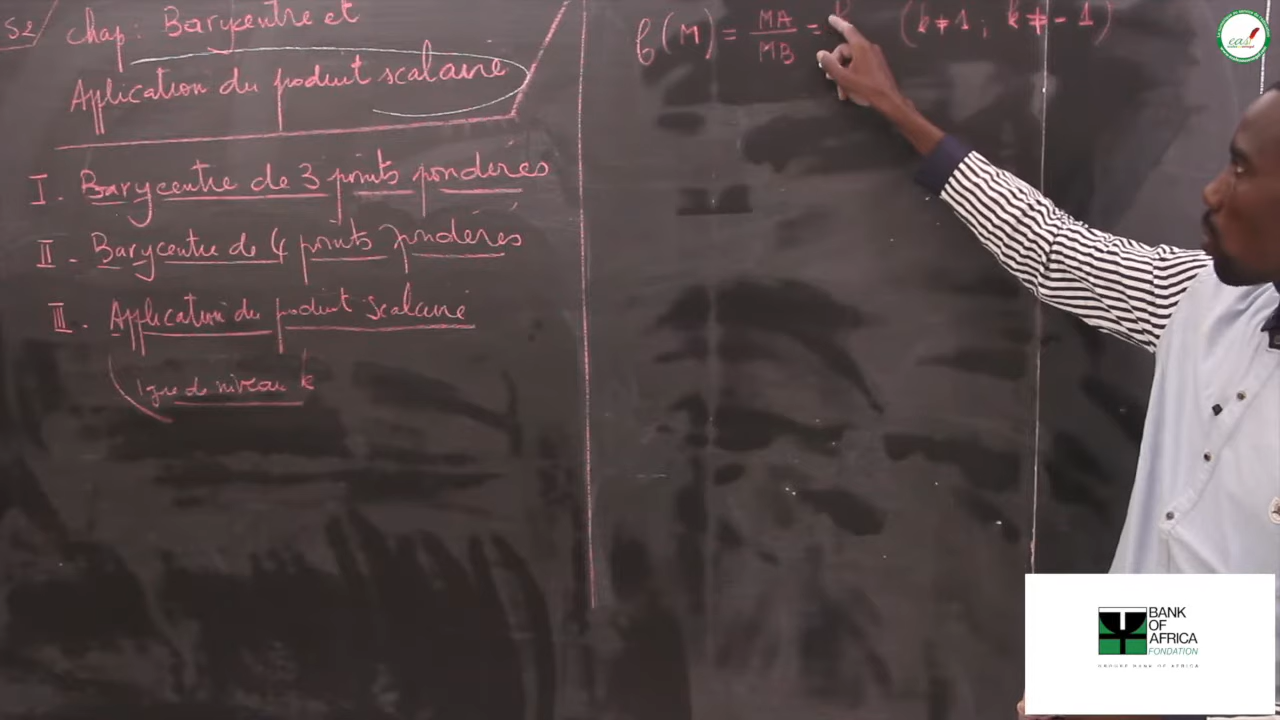 S2
chap: Barycentre et
Application du produit scalaire
I. Barycentre de 3 points pondérés
II - Barycentre de 4 points pondérés
III. Application du produit scalaire
ligne de niveau k
f(M) = MA/MB = k (k≠1; k≠-1)
eas!
BANK
OF
AFRICA
FONDATION
GROUPE BANK OF AFRICA